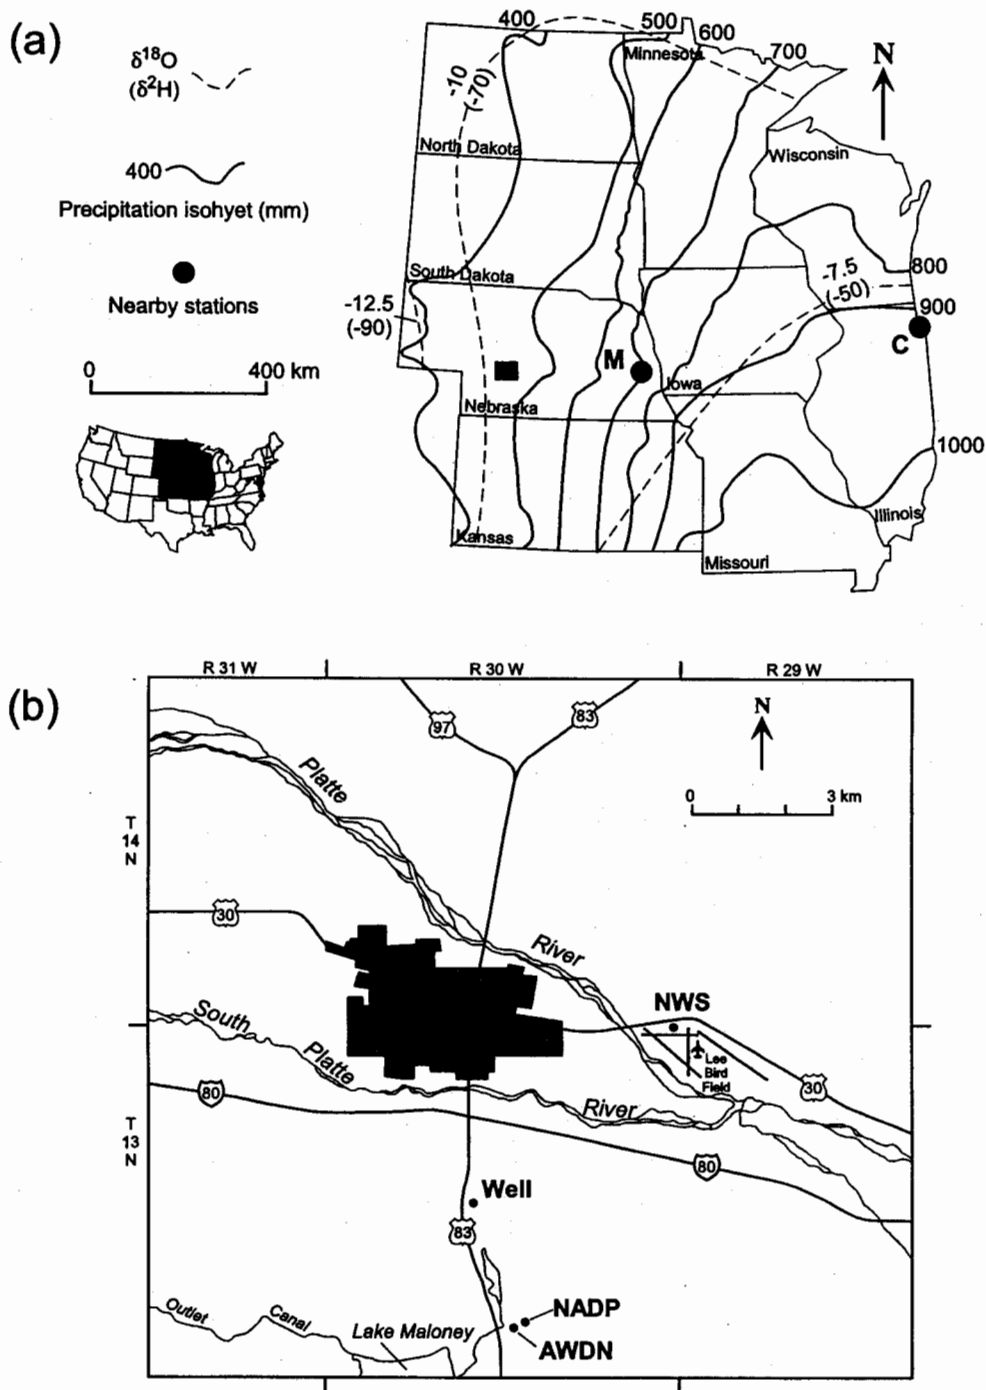 (a)
δ18O
(δ2H)
400
Precipitation isohyet (mm)
Nearby stations
0 400 km
400
500
600
700
N
Minnesota
-10
(-70)
North Dakota
Wisconsin
South Dakota
-7.5
(-50)
800
-12.5
(-90)
900
C
M
Iowa
Nebraska
1000
Kansas
Illinois
Missouri
(b)
R 31 W
R 30 W
R 29 W
97
83
N
Platte
0 3 km
T
14
N
30
River
NWS
South
Lee
Bird
Field
Platte
30
80
River
T
13
N
80
Well
83
Outlet
Canal
NADP
Lake Maloney
AWDN